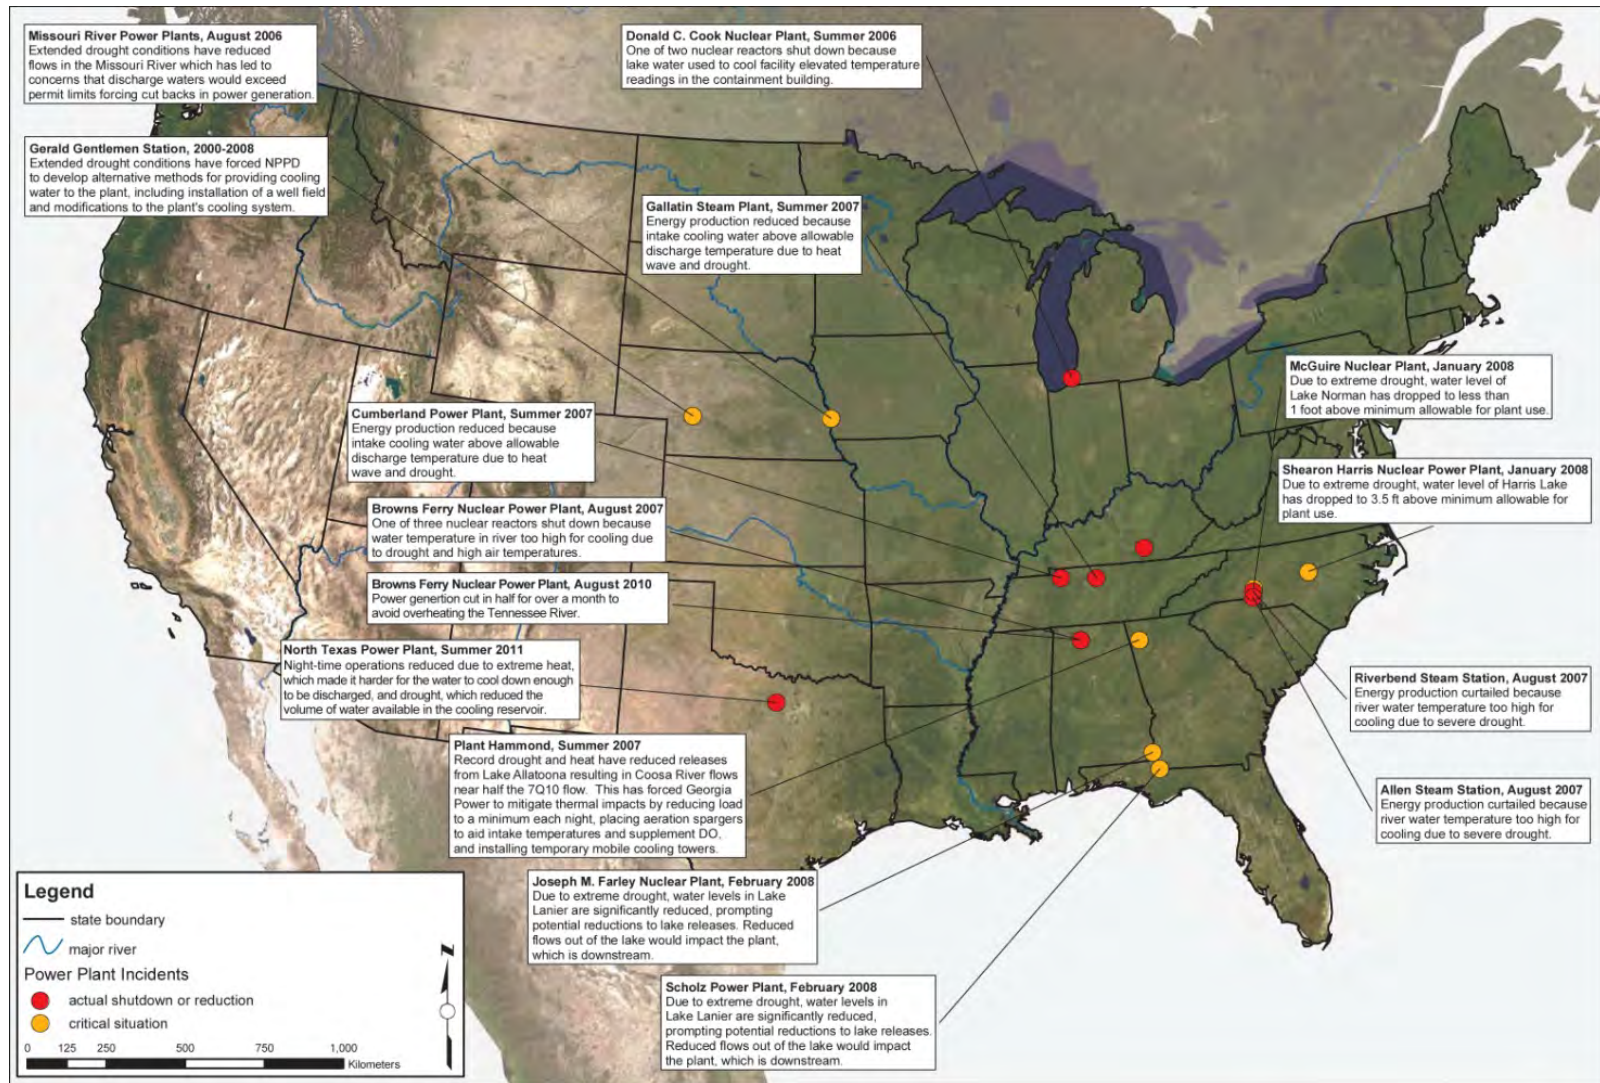 Missouri River Power Plants, August 2006
Extended drought conditions have reduced
flows in the Missouri River which has led to
concerns that discharge waters would exceed
permit limits forcing cut backs in power generation.
Donald C. Cook Nuclear Plant, Summer 2006
One of two nuclear reactors shut down because
lake water used to cool facility elevated temperature
readings in the containment building.
Gerald Gentlemen Station, 2000-2008
Extended drought conditions have forced NPPD
to develop alternative methods for providing cooling
water to the plant, including installation of a well field
and modifications to the plant's cooling system.
Gallatin Steam Plant, Summer 2007
Energy production reduced because
intake cooling water above allowable
discharge temperature due to heat
wave and drought.
McGuire Nuclear Plant, January 2008
Due to extreme drought, water level of
Lake Norman has dropped to less than
1 foot above minimum allowable for plant use.
Cumberland Power Plant, Summer 2007
Energy production reduced because
intake cooling water above allowable
discharge temperature due to heat
wave and drought.
Shearon Harris Nuclear Power Plant, January 2008
Due to extreme drought, water level of Harris Lake
has dropped to 3.5 ft above minimum allowable for
plant use.
Browns Ferry Nuclear Power Plant, August 2007
One of three nuclear reactors shut down because
water temperature in river too high for cooling due
to drought and high air temperatures.
Browns Ferry Nuclear Power Plant, August 2010
Power genertion cut in half for over a month to
avoid overheating the Tennessee River.
North Texas Power Plant, Summer 2011
Night-time operations reduced due to extreme heat,
which made it harder for the water to cool down enough
to be discharged, and drought, which reduced the
volume of water available in the cooling reservoir.
Riverbend Steam Station, August 2007
Energy production curtailed because
river water temperature too high for
cooling due to severe drought.
Plant Hammond, Summer 2007
Record drought and heat have reduced releases
from Lake Allatoona resulting in Coosa River flows
near half the 7Q10 flow. This has forced Georgia
Power to mitigate thermal impacts by reducing load
to a minimum each night, placing aeration spargers
to aid intake temperatures and supplement DO,
and installing temporary mobile cooling towers.
Allen Steam Station, August 2007
Energy production curtailed because
river water temperature too high for
cooling due to severe drought.
Joseph M. Farley Nuclear Plant, February 2008
Due to extreme drought, water levels in Lake
Lanier are significantly reduced, prompting
potential reductions to lake releases. Reduced
flows out of the lake would impact the plant,
which is downstream.
Scholz Power Plant, February 2008
Due to extreme drought, water levels in
Lake Lanier are significantly reduced,
prompting potential reductions to lake releases.
Reduced flows out of the lake would impact
the plant, which is downstream.
Legend
state boundary
major river
Power Plant Incidents
actual shutdown or reduction
critical situation
N
0 125 250 500 750 1,000
Kilometers